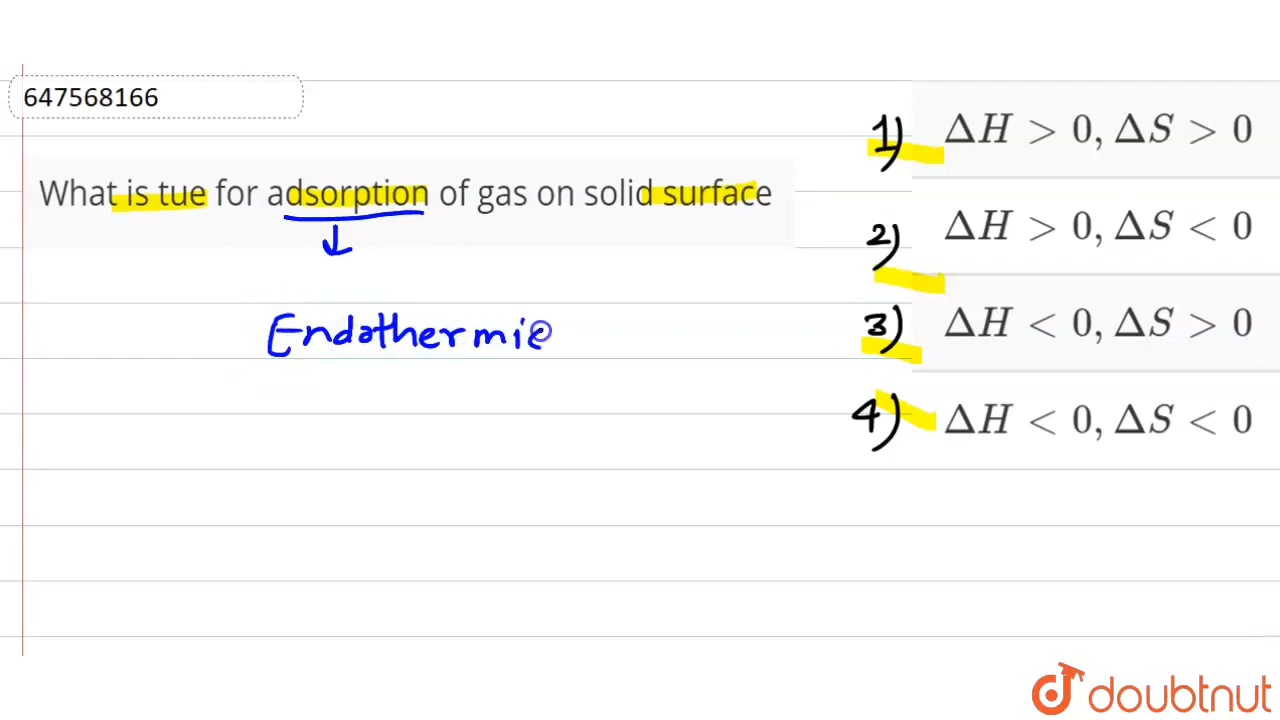 647568166
What is tue for adsorption of gas on solid surface
Endothermic
1) ΔH > 0, ΔS > 0
2) ΔH > 0, ΔS < 0
3) ΔH < 0, ΔS > 0
4) ΔH < 0, ΔS < 0
doubtnut